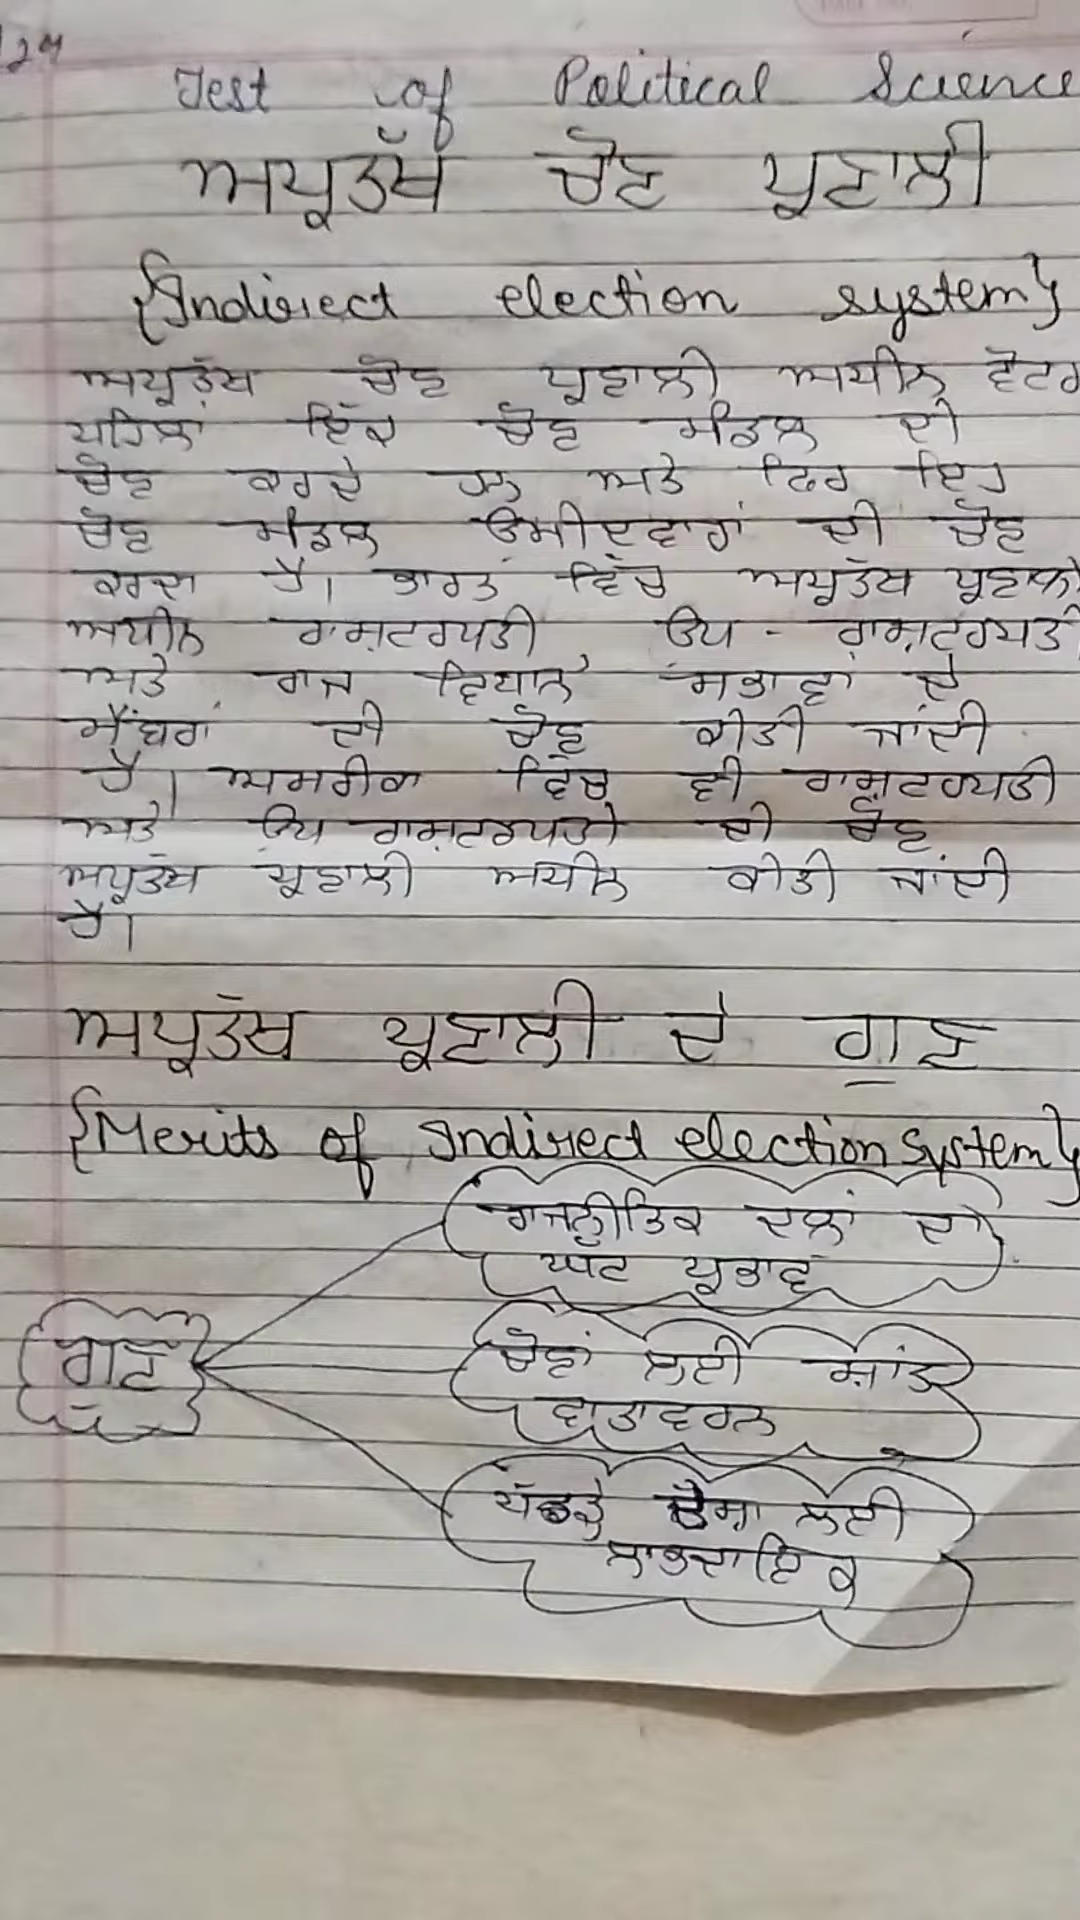 Test of Political Science
ਅਪ੍ਰਤੱਖ ਚੋਣ ਪ੍ਰਣਾਲੀ
{Indirect election system}
ਅਪ੍ਰਤੱਖ ਚੋਣ ਪ੍ਰਣਾਲੀ ਅਧੀਨ ਵੋਟਰ
ਪਹਿਲਾਂ ਇੱਕ ਚੋਣ ਮੰਡਲ ਦੀ
ਚੋਣ ਕਰਦੇ ਹਨ ਅਤੇ ਫਿਰ ਇਹ
ਚੋਣ ਮੰਡਲ ਉਮੀਦਵਾਰਾਂ ਦੀ ਚੋਣ
ਕਰਦਾ ਹੈ। ਭਾਰਤ ਵਿੱਚ ਅਪ੍ਰਤੱਖ ਪ੍ਰਣਾਲੀ
ਅਧੀਨ ਰਾਸ਼ਟਰਪਤੀ, ਉਪ - ਰਾਸ਼ਟਰਪਤੀ
ਅਤੇ ਰਾਜ ਵਿਧਾਨ ਸਭਾਵਾਂ ਦੇ
ਮੈਂਬਰਾਂ ਦੀ ਚੋਣ ਕੀਤੀ ਜਾਂਦੀ
ਹੈ। ਅਮਰੀਕਾ ਵਿੱਚ ਵੀ ਰਾਸ਼ਟਰਪਤੀ
ਅਤੇ ਉਪ ਰਾਸ਼ਟਰਪਤੀ ਦੀ ਚੋਣ
ਅਪ੍ਰਤੱਖ ਪ੍ਰਣਾਲੀ ਅਧੀਨ ਕੀਤੀ ਜਾਂਦੀ
ਹੈ।
ਅਪ੍ਰਤੱਖ ਪ੍ਰਣਾਲੀ ਦੇ ਗੁਣ
{Merits of Indirect election system}
ਰਾਜਨੀਤਿਕ ਦਲਾਂ ਦਾ
ਘੱਟ ਪ੍ਰਭਾਵ
ਗੁਣ
ਚੋਣਾਂ ਲਈ ਸ਼ਾਂਤ
ਵਾਤਾਵਰਨ
ਪੱਛੜੇ ਦੇਸ਼ਾਂ ਲਈ
ਲਾਭਦਾਇਕ